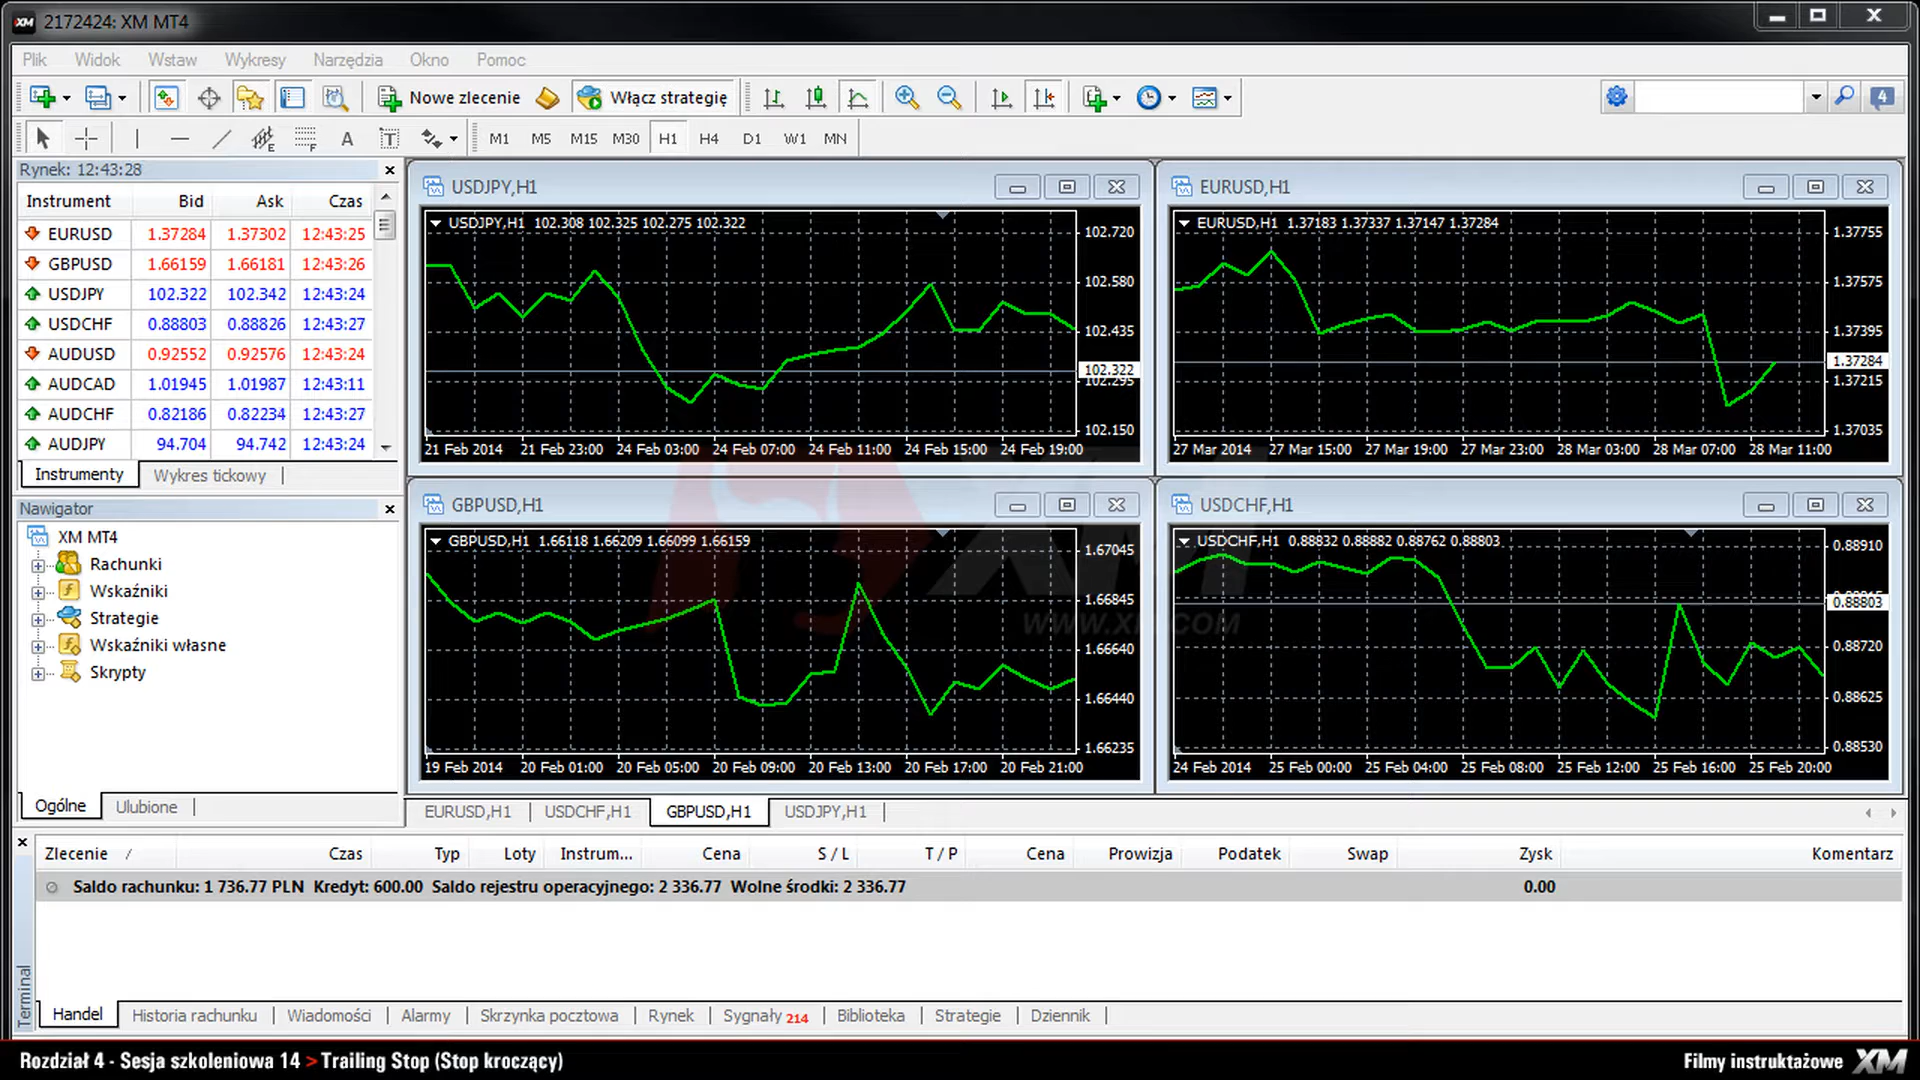 XM 2172424: XM MT4
Plik Widok Wstaw Wykresy Narzędzia Okno Pomoc
Nowe zlecenie Włącz strategię 4
A T M1 M5 M15 M30 H1 H4 D1 W1 MN
Rynek: 12:43:28
Instrument Bid Ask Czas
EURUSD 1.37284 1.37302 12:43:25
GBPUSD 1.66159 1.66181 12:43:26
USDJPY 102.322 102.342 12:43:24
USDCHF 0.88803 0.88826 12:43:27
AUDUSD 0.92552 0.92576 12:43:24
AUDCAD 1.01945 1.01987 12:43:11
AUDCHF 0.82186 0.82234 12:43:27
AUDJPY 94.704 94.742 12:43:24
Instrumenty Wykres tickowy
Nawigator
XM MT4
Rachunki
Wskaźniki
Strategie
Wskaźniki własne
Skrypty
Ogólne Ulubione
USDJPY,H1
USDJPY,H1 102.308 102.325 102.275 102.322
102.720
102.580
102.435
102.322
102.295
102.150
21 Feb 2014 21 Feb 23:00 24 Feb 03:00 24 Feb 07:00 24 Feb 11:00 24 Feb 15:00 24 Feb 19:00
EURUSD,H1
EURUSD,H1 1.37183 1.37337 1.37147 1.37284
1.37755
1.37575
1.37395
1.37284
1.37215
1.37035
27 Mar 2014 27 Mar 15:00 27 Mar 19:00 27 Mar 23:00 28 Mar 03:00 28 Mar 07:00 28 Mar 11:00
GBPUSD,H1
GBPUSD,H1 1.66118 1.66209 1.66099 1.66159
1.67045
1.66845
1.66640
1.66440
1.66235
19 Feb 2014 20 Feb 01:00 20 Feb 05:00 20 Feb 09:00 20 Feb 13:00 20 Feb 17:00 20 Feb 21:00
USDCHF,H1
USDCHF,H1 0.88832 0.88882 0.88762 0.88803
0.88910
0.88803
0.88720
0.88625
0.88530
24 Feb 2014 25 Feb 00:00 25 Feb 04:00 25 Feb 08:00 25 Feb 12:00 25 Feb 16:00 25 Feb 20:00
XM
WWW.XM.COM
EURUSD,H1 USDCHF,H1 GBPUSD,H1 USDJPY,H1
Zlecenie / Czas Typ Loty Instrum... Cena S / L T / P Cena Prowizja Podatek Swap Zysk Komentarz
Saldo rachunku: 1 736.77 PLN Kredyt: 600.00 Saldo rejestru operacyjnego: 2 336.77 Wolne środki: 2 336.77 0.00
Terminal
Handel Historia rachunku Wiadomości Alarmy Skrzynka pocztowa Rynek Sygnały 214 Biblioteka Strategie Dziennik
Rozdział 4 - Sesja szkoleniowa 14 > Trailing Stop (Stop kroczący)
Filmy instruktażowe XM